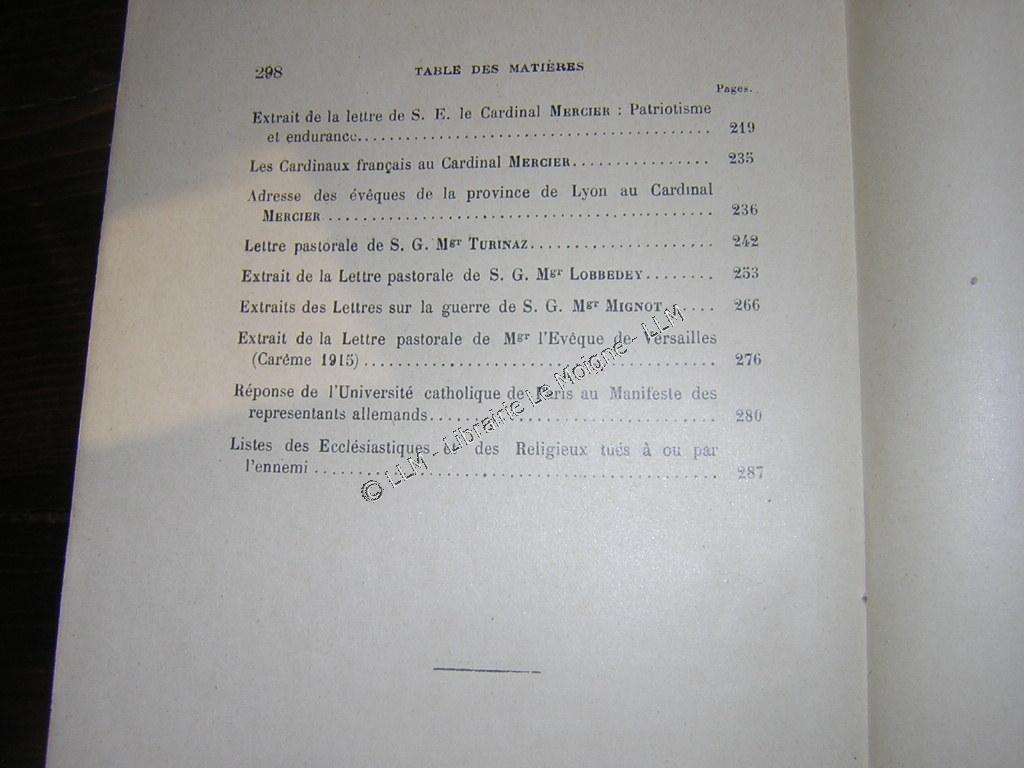 298 TABLE DES MATIÈRES
Pages.
Extrait de la lettre de S. E. le Cardinal MERCIER : Patriotisme
et endurance........................................ 219
Les Cardinaux français au Cardinal MERCIER................ 235
Adresse des évêques de la province de Lyon au Cardinal
MERCIER ............................................ 236
Lettre pastorale de S. G. Mgr TURINAZ...................... 242
Extrait de la Lettre pastorale de S. G. Mgr LOBBEDEY........ 253
Extraits des Lettres sur la guerre de S. G. Mgr MIGNOT...... 266
Extrait de la Lettre pastorale de Mgr l'Evêque de Versailles
(Carême 1915) ........................................ 276
Réponse de l'Université catholique de Paris au Manifeste des
representants allemands................................ 280
Listes des Ecclésiastiques et des Religieux tués à ou par
l'ennemi .............................................. 287
© LLM - Librairie Le Moigne - LLM